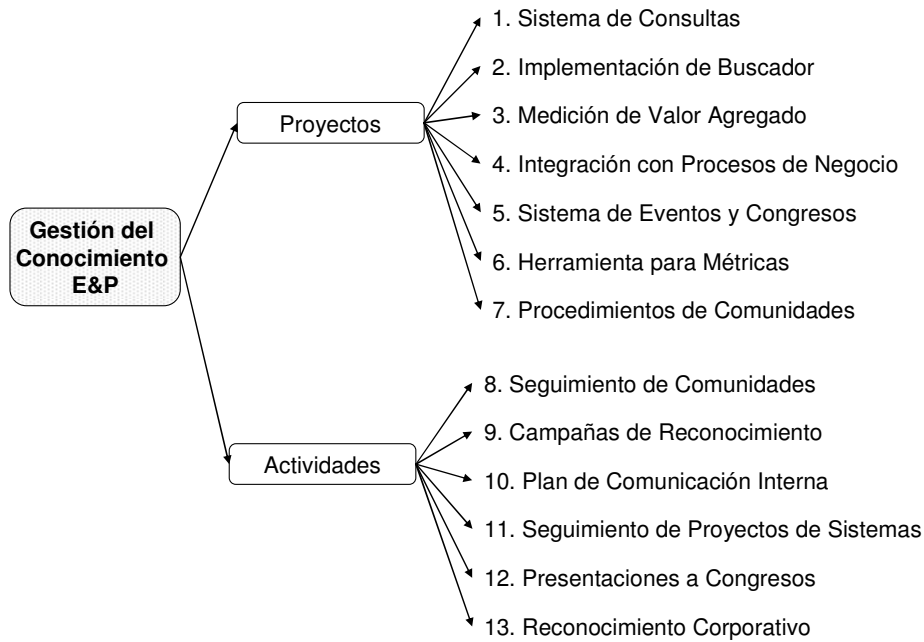 1. Sistema de Consultas
2. Implementación de Buscador
3. Medición de Valor Agregado
4. Integración con Procesos de Negocio
5. Sistema de Eventos y Congresos
6. Herramienta para Métricas
7. Procedimientos de Comunidades
Proyectos
Gestión del
Conocimiento
E&P
8. Seguimiento de Comunidades
9. Campañas de Reconocimiento
10. Plan de Comunicación Interna
11. Seguimiento de Proyectos de Sistemas
12. Presentaciones a Congresos
13. Reconocimiento Corporativo
Actividades